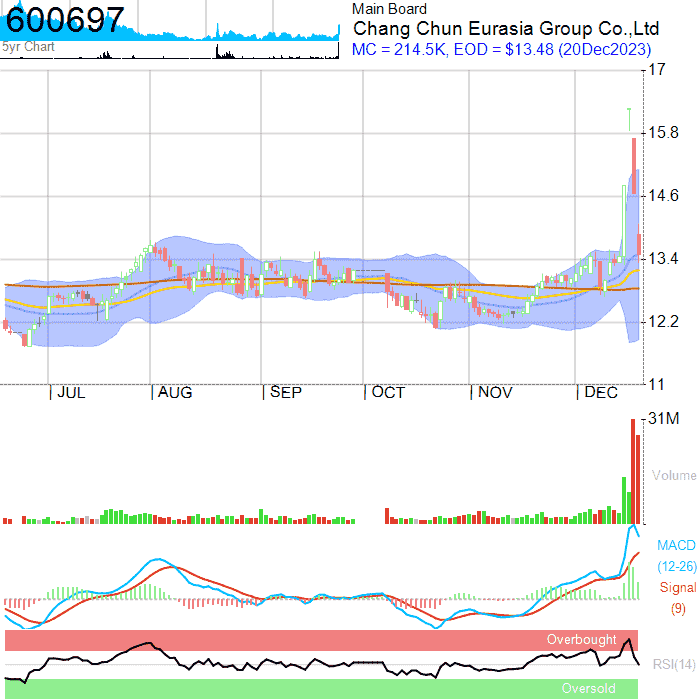 600697
Main Board
Chang Chun Eurasia Group Co.,Ltd
5yr Chart
MC = 214.5K, EOD = $13.48 (20Dec2023)
17
15.8
14.6
13.4
12.2
11
JUL AUG SEP OCT NOV DEC
31M
Volume
MACD
(12-26)
Signal
(9)
Overbought
RSI(14)
Oversold